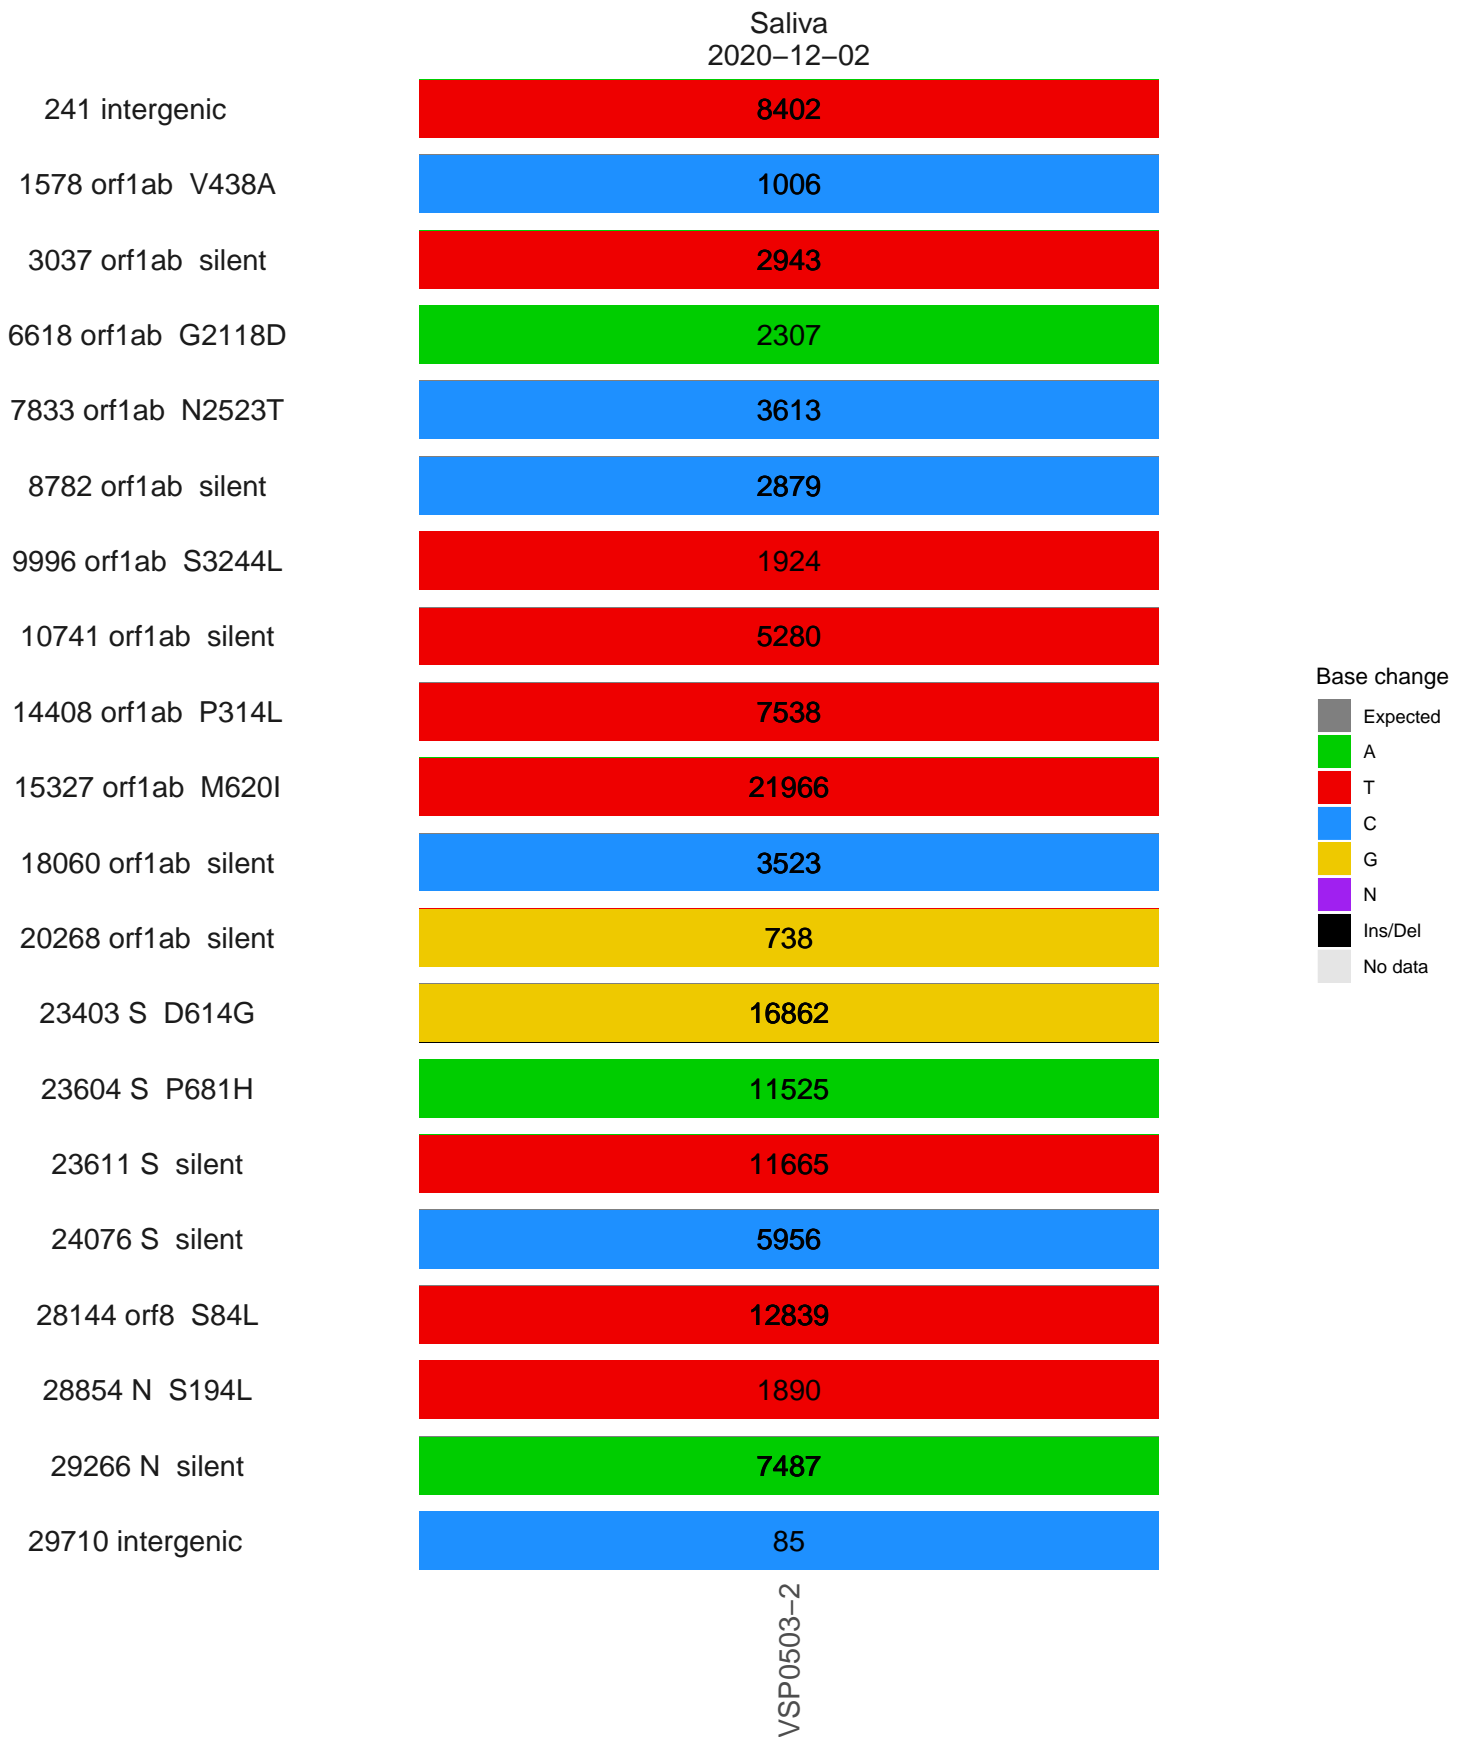 Saliva
2020−12−02
241 intergenic 8402
1578 orf1ab V438A 1006
3037 orf1ab silent 2943
6618 orf1ab G2118D 2307
7833 orf1ab N2523T 3613
8782 orf1ab silent 2879
9996 orf1ab S3244L 1924
10741 orf1ab silent 5280
14408 orf1ab P314L 7538
15327 orf1ab M620I 21966
18060 orf1ab silent 3523
20268 orf1ab silent 738
23403 S D614G 16862
23604 S P681H 11525
23611 S silent 11665
24076 S silent 5956
28144 orf8 S84L 12839
28854 N S194L 1890
29266 N silent 7487
29710 intergenic 85
VSP0503−2
Base change
Expected
A
T
C
G
N
Ins/Del
No data